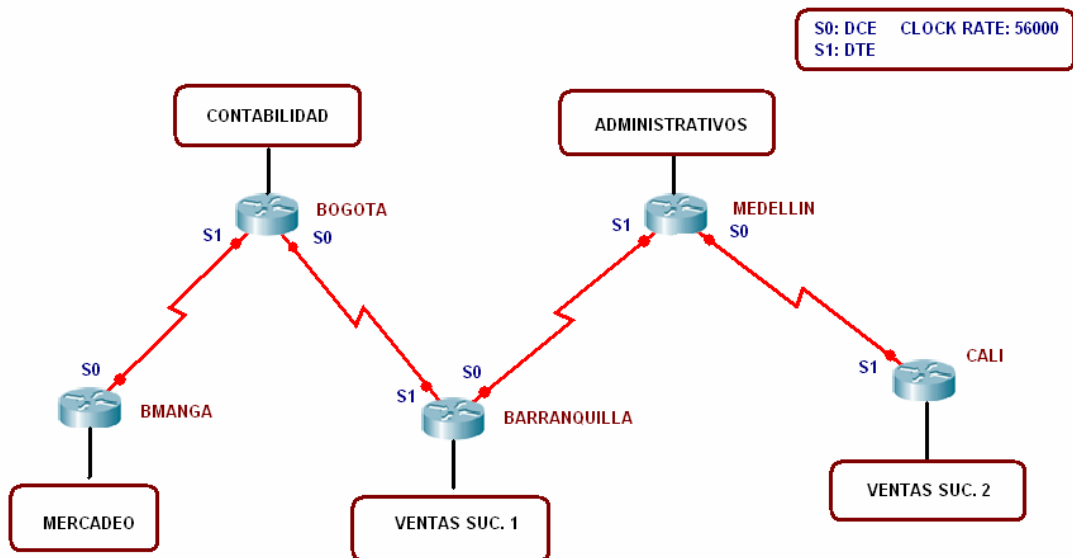 S0: DCE CLOCK RATE: 56000
S1: DTE
CONTABILIDAD
ADMINISTRATIVOS
BOGOTA
MEDELLIN
S1
S0
S1
S0
S0
BMANGA
S1
S0
BARRANQUILLA
S1
CALI
MERCADEO
VENTAS SUC. 1
VENTAS SUC. 2